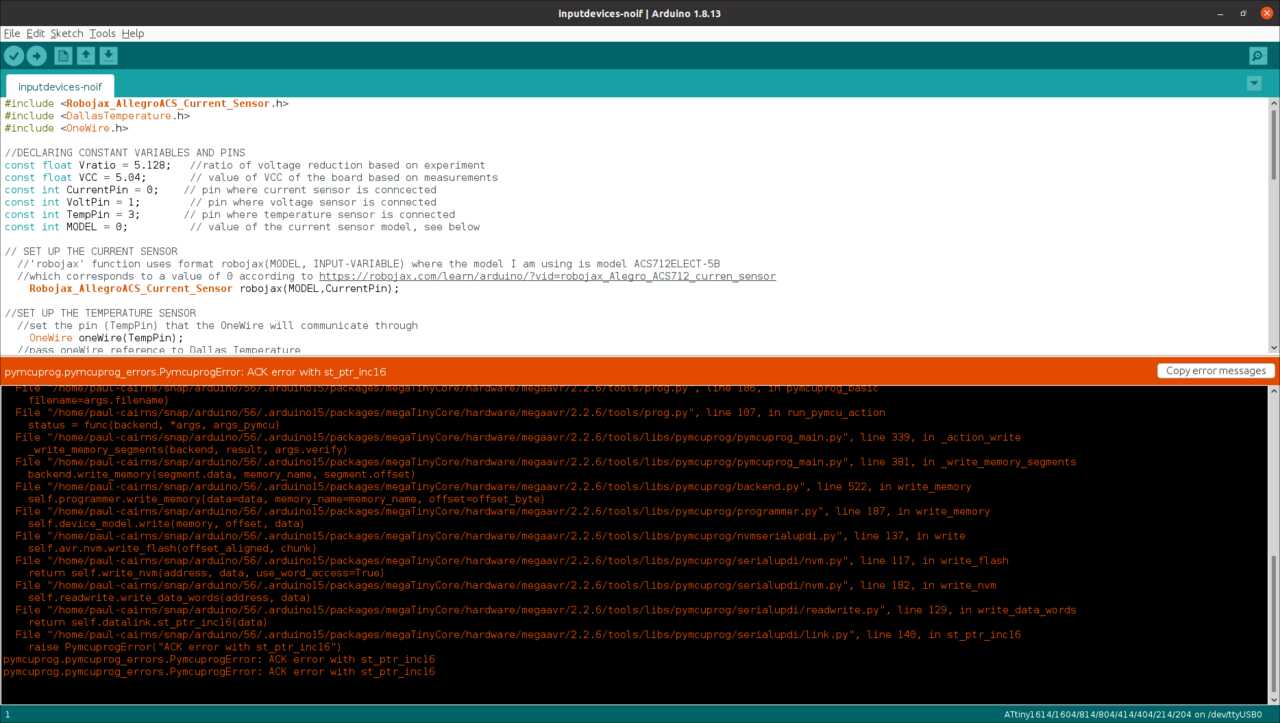 inputdevices-noif | Arduino 1.8.13
File Edit Sketch Tools Help
inputdevices-noif
#include <Robojax_AllegroACS_Current_Sensor.h>
#include <DallasTemperature.h>
#include <OneWire.h>
//DECLARING CONSTANT VARIABLES AND PINS
const float Vratio = 5.128;   //ratio of voltage reduction based on experiment
const float VCC = 5.04;       // value of VCC of the board based on measurements
const int CurrentPin = 0;    // pin where current sensor is conncected
const int VoltPin = 1;        // pin where voltage sensor is connected
const int TempPin = 3;       // pin where temperature sensor is connected
const int MODEL = 0;          // value of the current sensor model, see below
// SET UP THE CURRENT SENSOR
//'robojax' function uses format robojax(MODEL, INPUT-VARIABLE) where the model I am using is model ACS712ELECT-5B
//which corresponds to a value of 0 according to https://robojax.com/learn/arduino/?vid=robojax_Alegro_ACS712_curren_sensor
Robojax_AllegroACS_Current_Sensor robojax(MODEL,CurrentPin);
//SET UP THE TEMPERATURE SENSOR
//set the pin (TempPin) that the OneWire will communicate through
OneWire oneWire(TempPin);
//pass oneWire reference to Dallas Temperature
pymcuprog.pymcuprog_errors.PymcuprogError: ACK error with st_ptr_inc16
Copy error messages
File "/home/paul-cairns/snap/arduino/56/.arduino15/packages/megaTinyCore/hardware/megaavr/2.2.6/tools/prog.py", line 186, in pymcuprog_basic
filename=args.filename)
File "/home/paul-cairns/snap/arduino/56/.arduino15/packages/megaTinyCore/hardware/megaavr/2.2.6/tools/prog.py", line 107, in run_pymcu_action
status = func(backend, *args, args_pymcu)
File "/home/paul-cairns/snap/arduino/56/.arduino15/packages/megaTinyCore/hardware/megaavr/2.2.6/tools/libs/pymcuprog/pymcuprog_main.py", line 339, in _action_write
_write_memory_segments(backend, result, args.verify)
File "/home/paul-cairns/snap/arduino/56/.arduino15/packages/megaTinyCore/hardware/megaavr/2.2.6/tools/libs/pymcuprog/pymcuprog_main.py", line 381, in _write_memory_segments
backend.write_memory(segment.data, memory_name, segment.offset)
File "/home/paul-cairns/snap/arduino/56/.arduino15/packages/megaTinyCore/hardware/megaavr/2.2.6/tools/libs/pymcuprog/backend.py", line 522, in write_memory
self.programmer.write_memory(data=data, memory_name=memory_name, offset=offset_byte)
File "/home/paul-cairns/snap/arduino/56/.arduino15/packages/megaTinyCore/hardware/megaavr/2.2.6/tools/libs/pymcuprog/programmer.py", line 187, in write_memory
self.device_model.write(memory, offset, data)
File "/home/paul-cairns/snap/arduino/56/.arduino15/packages/megaTinyCore/hardware/megaavr/2.2.6/tools/libs/pymcuprog/nvmserialupdi.py", line 137, in write
self.avr.nvm.write_flash(offset_aligned, chunk)
File "/home/paul-cairns/snap/arduino/56/.arduino15/packages/megaTinyCore/hardware/megaavr/2.2.6/tools/libs/pymcuprog/serialupdi/nvm.py", line 117, in write_flash
return self.write_nvm(address, data, use_word_access=True)
File "/home/paul-cairns/snap/arduino/56/.arduino15/packages/megaTinyCore/hardware/megaavr/2.2.6/tools/libs/pymcuprog/serialupdi/nvm.py", line 182, in write_nvm
self.readwrite.write_data_words(address, data)
File "/home/paul-cairns/snap/arduino/56/.arduino15/packages/megaTinyCore/hardware/megaavr/2.2.6/tools/libs/pymcuprog/serialupdi/readwrite.py", line 129, in write_data_words
return self.datalink.st_ptr_inc16(data)
File "/home/paul-cairns/snap/arduino/56/.arduino15/packages/megaTinyCore/hardware/megaavr/2.2.6/tools/libs/pymcuprog/serialupdi/link.py", line 140, in st_ptr_inc16
raise PymcuprogError("ACK error with st_ptr_inc16")
pymcuprog.pymcuprog_errors.PymcuprogError: ACK error with st_ptr_inc16
pymcuprog.pymcuprog_errors.PymcuprogError: ACK error with st_ptr_inc16
1
ATtiny1614/1604/814/804/414/404/214/204 on /dev/ttyUSB0